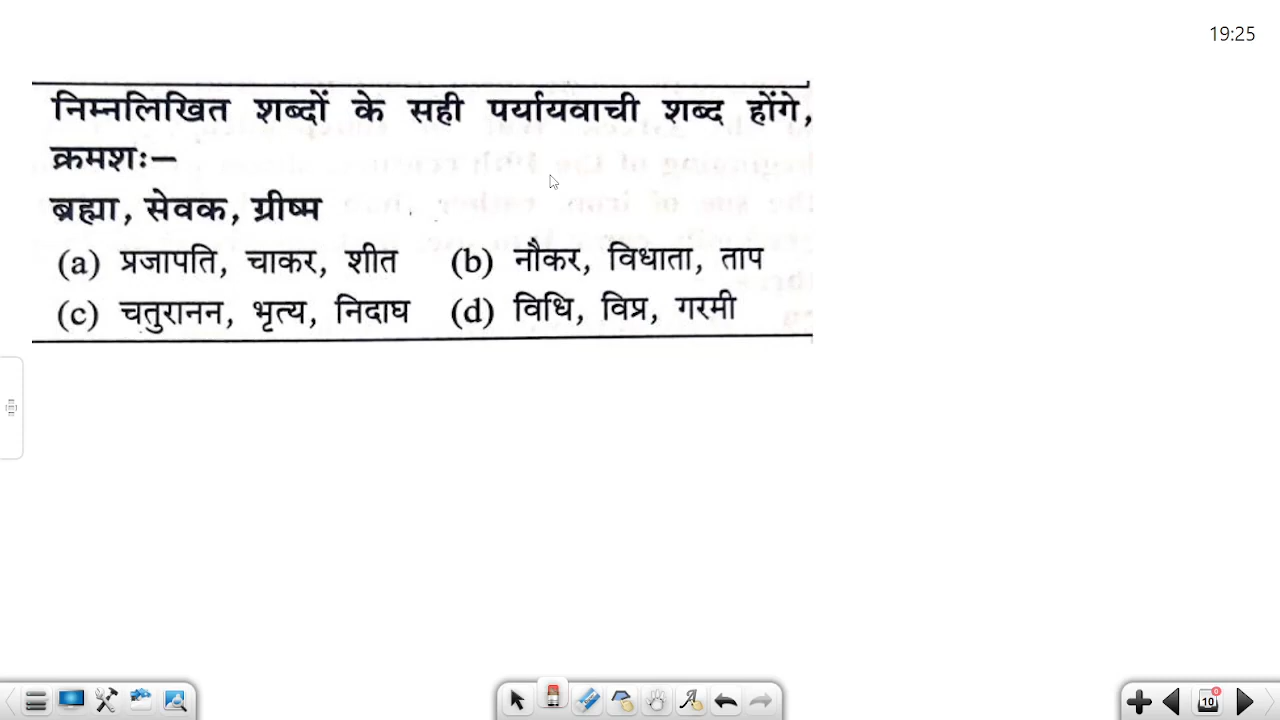 19:25
निम्नलिखित शब्दों के सही पर्यायवाची शब्द होंगे,
क्रमशः–
ब्रह्मा, सेवक, ग्रीष्म
(a) प्रजापति, चाकर, शीत (b) नौकर, विधाता, ताप
(c) चतुरानन, भृत्य, निदाघ (d) विधि, विप्र, गरमी
10